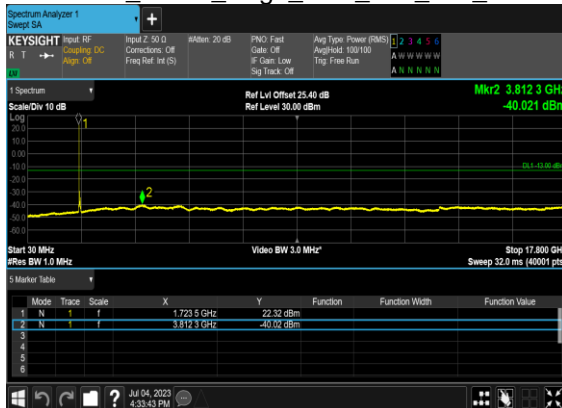 Spectrum Analyzer 1
Swept SA
+
KEYSIGHT Input: RF Input Z: 50 Ω #Atten: 20 dB PNO: Fast Avg Type: Power (RMS) 1 2 3 4 5 6
R T Coupling: DC Corrections: Off Gate: Off Avg|Hold: 100/100 A W W W W W
Align: Off Freq Ref: Int (S) IF Gain: Low Trig: Free Run
LXI Sig Track: Off A N N N N N
1 Spectrum Ref Lvl Offset 25.40 dB Mkr2 3.812 3 GHz
Scale/Div 10 dB Ref Level 30.00 dBm -40.021 dBm
Log
20.0 1
10.0
0.00
-10.0 DL1 -13.00 dBm
-20.0
-30.0 2
-40.0
-50.0
-60.0
Start 30 MHz Video BW 3.0 MHz* Stop 17.800 GHz
#Res BW 1.0 MHz Sweep 32.0 ms (40001 pts
5 Marker Table
Mode Trace Scale X Y Function Function Width Function Value
1 N 1 f 1.723 5 GHz 22.32 dBm
2 N 1 f 3.812 3 GHz -40.02 dBm
3
4
5
6
? Jul 04, 2023
4:33:43 PM